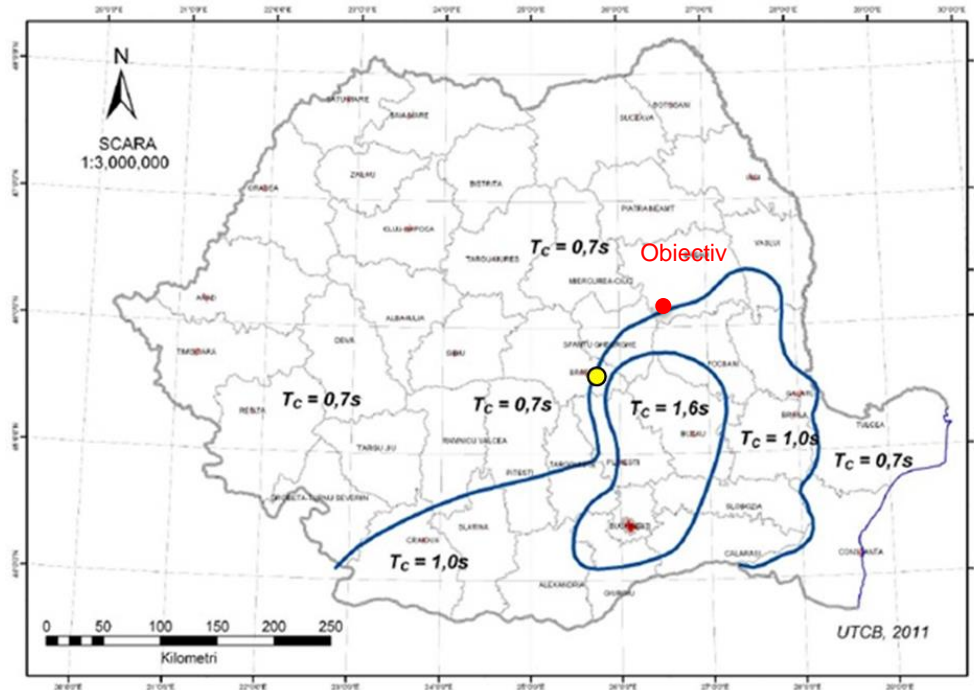 N
SCARA
1:3,000,000
SATU MARE
BAIA MARE
BOTOSANI
SUCEAVA
ZALAU
ORADEA
BISTRITA
IASI
PIATRA NEAMT
CLUJ-NAPOCA
TARGU MURES
T_C = 0,7s
Obiectiv
VASLUI
MIERCUREA-CIUC
ARAD
ALBA IULIA
DEVA
SIBIU
SFANTU GHEORGHE
TIMISOARA
FOCSANI
T_C = 0,7s
T_C = 0,7s
T_C = 1,6s
RESITA
GALATI
BRAILA
TULCEA
TARGU JIU
RAMNICU VALCEA
BUZAU
T_C = 1,0s
T_C = 0,7s
PITESTI
TARGOVISTE
PLOIESTI
DROBETA-TURNU SEVERIN
SLATINA
SLOBOZIA
BUCURESTI
CRAIOVA
CALARASI
CONSTANTA
T_C = 1,0s
ALEXANDRIA
GIURGIU
0 50 100 150 200 250
Kilometri
UTCB, 2011